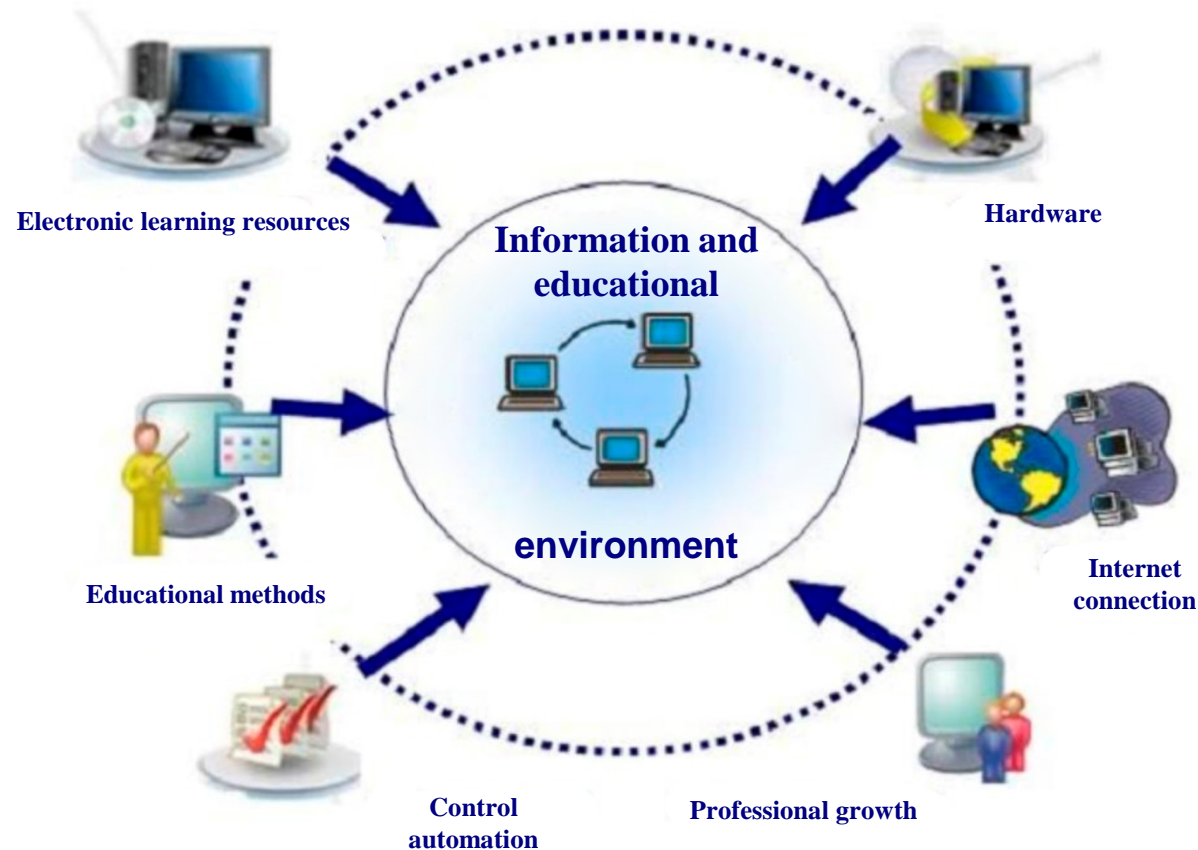 Electronic learning resources
Hardware
Information and
educational
environment
Educational methods
Internet
connection
Control
automation
Professional growth